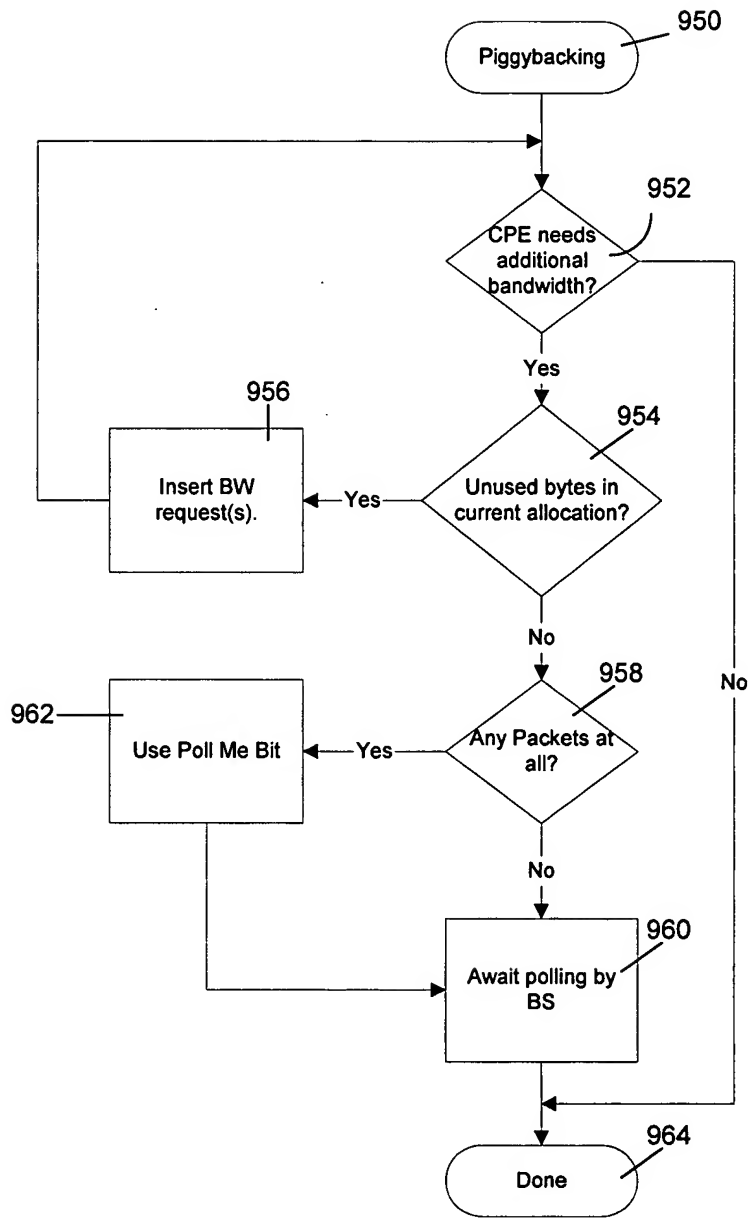 950
Piggybacking
952
CPE needs
additional
bandwidth?
Yes
956
954
Insert BW
request(s).
Yes
Unused bytes in
current allocation?
No
958
No
962
Use Poll Me Bit
Yes
Any Packets at
all?
No
960
Await polling by
BS
964
Done